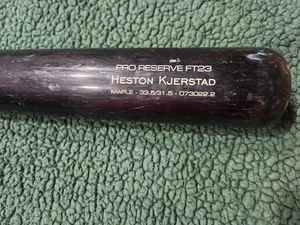 PRO RESERVE FT23
HESTON KJERSTAD
MAPLE - 33.5/31.5 - 073022.2